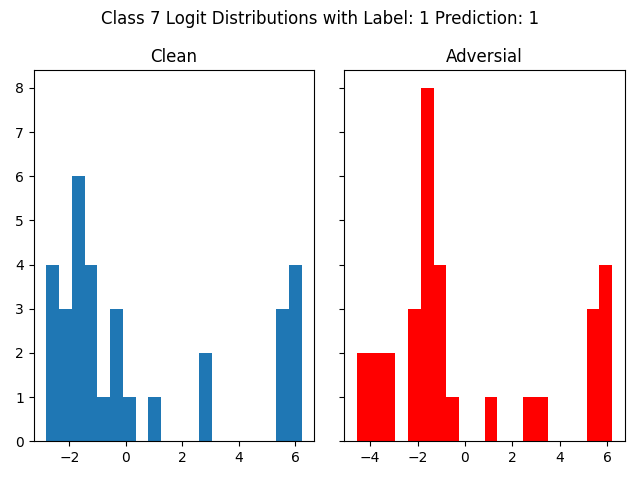 Class 7 Logit Distributions with Label: 1 Prediction: 1
Clean
Adversial
8
7
6
5
4
3
2
1
0
−2 0 2 4 6
−4 −2 0 2 4 6